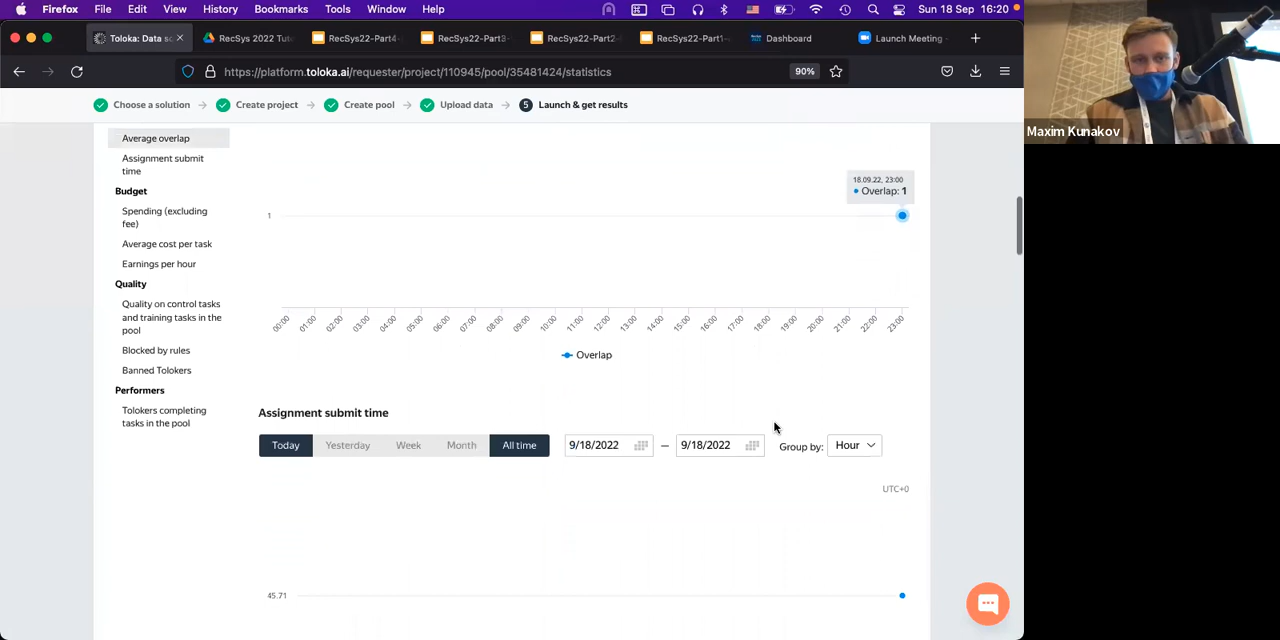 Firefox File Edit View History Bookmarks Tools Window Help Sun 18 Sep 16:20
Toloka: Data so RecSys 2022 Tuto RecSys22-Part4- RecSys22-Part3- RecSys22-Part2- RecSys22-Part1- Dashboard Launch Meeting -
https://platform.toloka.ai/requester/project/110945/pool/35481424/statistics 90%
Choose a solution Create project Create pool Upload data 5 Launch & get results
Average overlap
Assignment submit
time
Budget
Spending (excluding
fee)
Average cost per task
Earnings per hour
Quality
Quality on control tasks
and training tasks in the
pool
Blocked by rules
Banned Tolokers
Performers
Tolokers completing
tasks in the pool
18.09.22, 23:00
Overlap: 1
1
00:00 01:00 02:00 03:00 04:00 05:00 06:00 07:00 08:00 09:00 10:00 11:00 12:00 13:00 14:00 15:00 16:00 17:00 18:00 19:00 20:00 21:00 22:00 23:00
Overlap
Assignment submit time
Today Yesterday Week Month All time 9/18/2022 — 9/18/2022 Group by: Hour
UTC+0
45.71
Maxim Kunakov